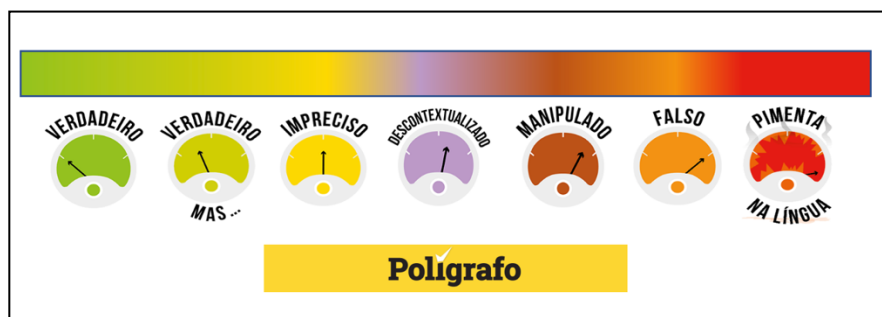 VERDADEIRO
VERDADEIRO
MAS ...
IMPRECISO
DESCONTEXTUALIZADO
MANIPULADO
FALSO
PIMENTA
NA LÍNGUA
Polígrafo